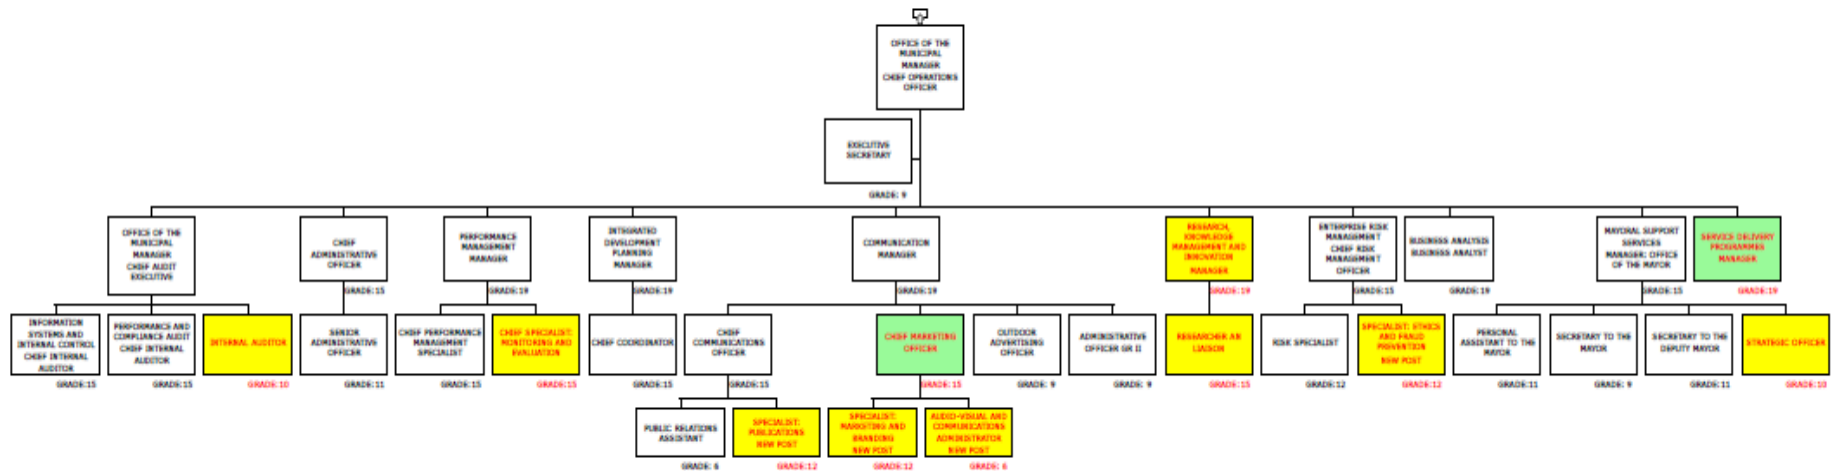 OFFICE OF THE
MUNICIPAL
MANAGER
CHIEF OPERATIONS
OFFICER
EXECUTIVE
SECRETARY
GRADE: 9
OFFICE OF THE
MUNICIPAL
MANAGER
CHIEF AUDIT
EXECUTIVE
CHIEF
ADMINISTRATIVE
OFFICER
GRADE:15
PERFORMANCE
MANAGEMENT
MANAGER
GRADE:19
INTEGRATED
DEVELOPMENT
PLANNING
MANAGER
GRADE:19
COMMUNICATION
MANAGER
GRADE:19
RESEARCH,
KNOWLEDGE
MANAGEMENT AND
INNOVATION
MANAGER
GRADE:19
ENTERPRISE RISK
MANAGEMENT
CHIEF RISK
MANAGEMENT
OFFICER
GRADE:15
BUSINESS ANALYSIS
BUSINESS ANALYST
GRADE:19
MAYORAL SUPPORT
SERVICES
MANAGER: OFFICE
OF THE MAYOR
GRADE:15
SERVICE DELIVERY
PROGRAMMES
MANAGER
GRADE:19
INFORMATION
SYSTEMS AND
INTERNAL CONTROL
CHIEF INTERNAL
AUDITOR
GRADE:15
PERFORMANCE AND
COMPLIANCE AUDIT
CHIEF INTERNAL
AUDITOR
GRADE:15
INTERNAL AUDITOR
GRADE:10
SENIOR
ADMINISTRATIVE
OFFICER
GRADE:11
CHIEF PERFORMANCE
MANAGEMENT
SPECIALIST
GRADE:15
CHIEF SPECIALIST:
MONITORING AND
EVALUATION
GRADE:15
CHIEF COORDINATOR
GRADE:15
CHIEF
COMMUNICATIONS
OFFICER
GRADE:15
CHIEF MARKETING
OFFICER
GRADE:15
OUTDOOR
ADVERTISING
OFFICER
GRADE: 9
ADMINISTRATIVE
OFFICER GR II
GRADE: 9
RESEARCHER AN
LIAISON
GRADE:15
RISK SPECIALIST
GRADE:12
SPECIALIST: ETHICS
AND FRAUD
PREVENTION
NEW POST
GRADE:12
PERSONAL
ASSISTANT TO THE
MAYOR
GRADE:11
SECRETARY TO THE
MAYOR
GRADE: 9
SECRETARY TO THE
DEPUTY MAYOR
GRADE:11
STRATEGIC OFFICER
GRADE:10
PUBLIC RELATIONS
ASSISTANT
GRADE: 6
SPECIALIST:
PUBLICATIONS
NEW POST
GRADE:12
SPECIALIST:
MARKETING AND
BRANDING
NEW POST
GRADE:12
AUDIO-VISUAL AND
COMMUNICATIONS
ADMINISTRATOR
NEW POST
GRADE: 6